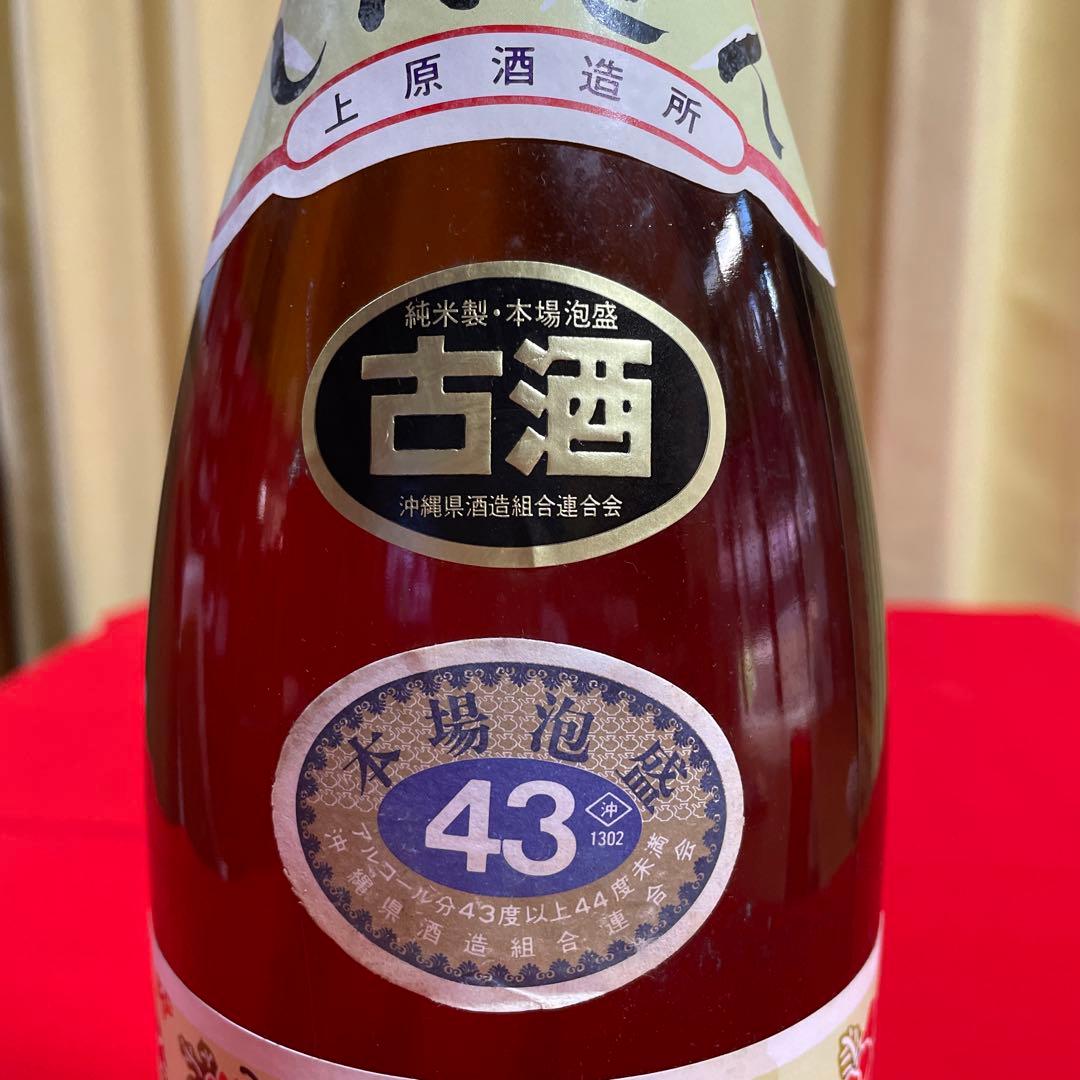 上原酒造所
純米製・本場泡盛
古酒
沖縄県酒造組合連合会
本場泡盛
43
沖
1302
アルコール分43度以上44度未満
沖縄県酒造組合連合会